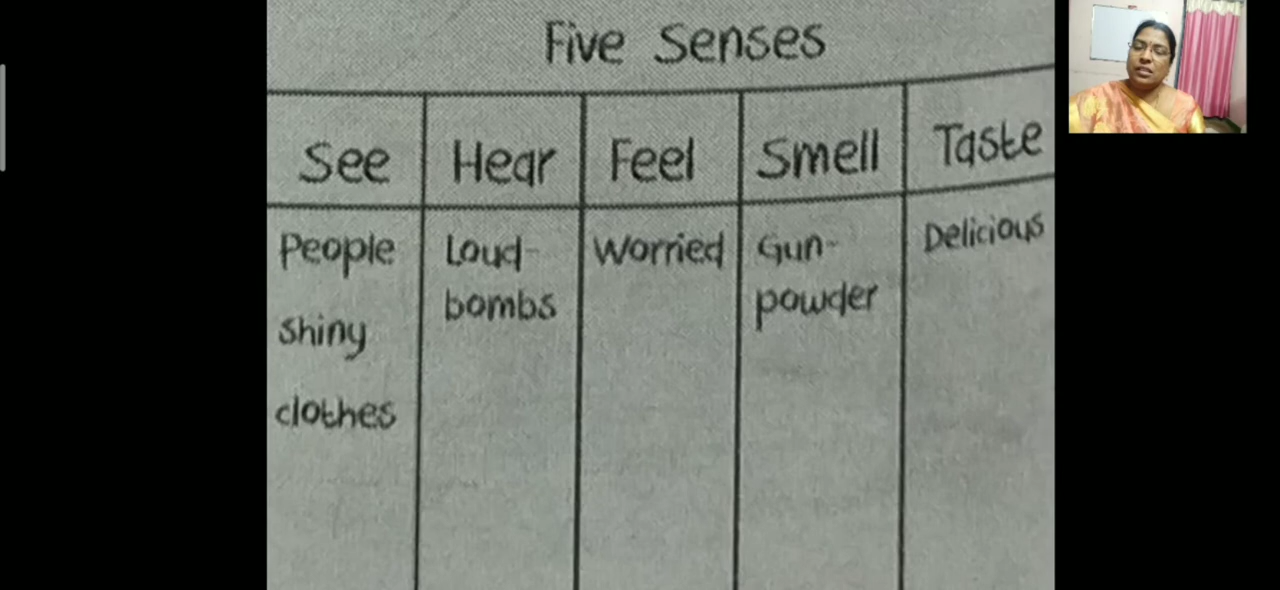 Five Senses
See Hear Feel Smell Taste
People Loud- Worried Gun- Delicious
bombs powder
shiny
clothes